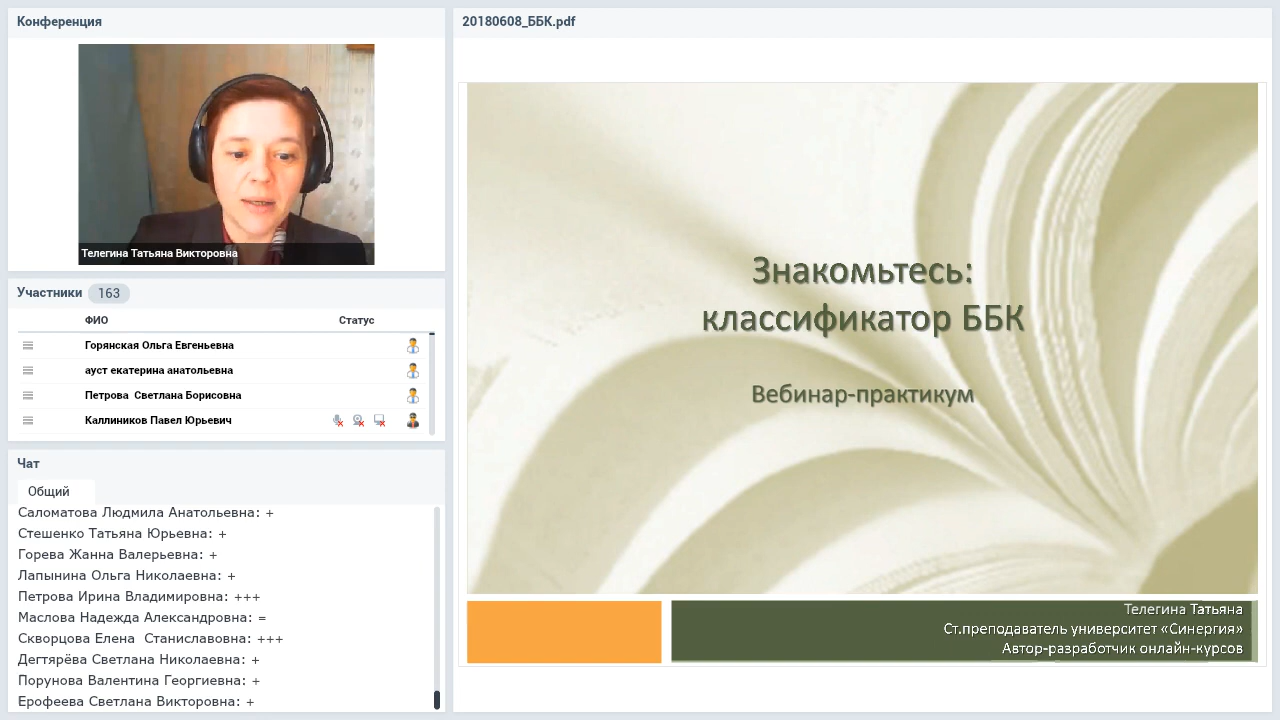 Конференция
Телегина Татьяна Викторовна
Участники 163
ФИО Статус
Горянская Ольга Евгеньевна
ауст екатерина анатольевна
Петрова Светлана Борисовна
Каллиников Павел Юрьевич
Чат
Общий
Саломатова Людмила Анатольевна: +
Стешенко Татьяна Юрьевна: +
Горева Жанна Валерьевна: +
Лапынина Ольга Николаевна: +
Петрова Ирина Владимировна: +++
Маслова Надежда Александровна: =
Скворцова Елена Станиславовна: +++
Дегтярёва Светлана Николаевна: +
Порунова Валентина Георгиевна: +
Ерофеева Светлана Викторовна: +
20180608_ББК.pdf
Знакомьтесь:
классификатор ББК
Вебинар-практикум
Телегина Татьяна
Ст.преподаватель университет «Синергия»
Автор-разработчик онлайн-курсов